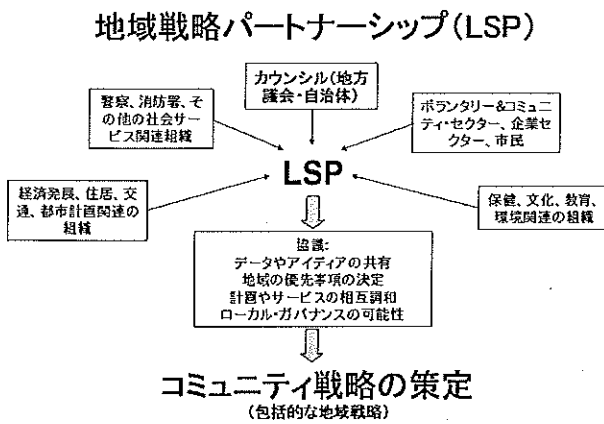 地域戦略パートナーシップ(LSP)
カウンシル(地方
議会・自治体)
警察、消防署、そ
の他の社会サー
ビス関連組織
ボランタリー&コミュニ
ティ・セクター、企業セ
クター、市民
LSP
経済発展、住居、交
通、都市計画関連の
組織
保健、文化、教育、
環境関連の組織
協議:
データやアイディアの共有
地域の優先事項の決定
計画やサービスの相互調和
ローカル・ガバナンスの可能性
コミュニティ戦略の策定
(包括的な地域戦略)